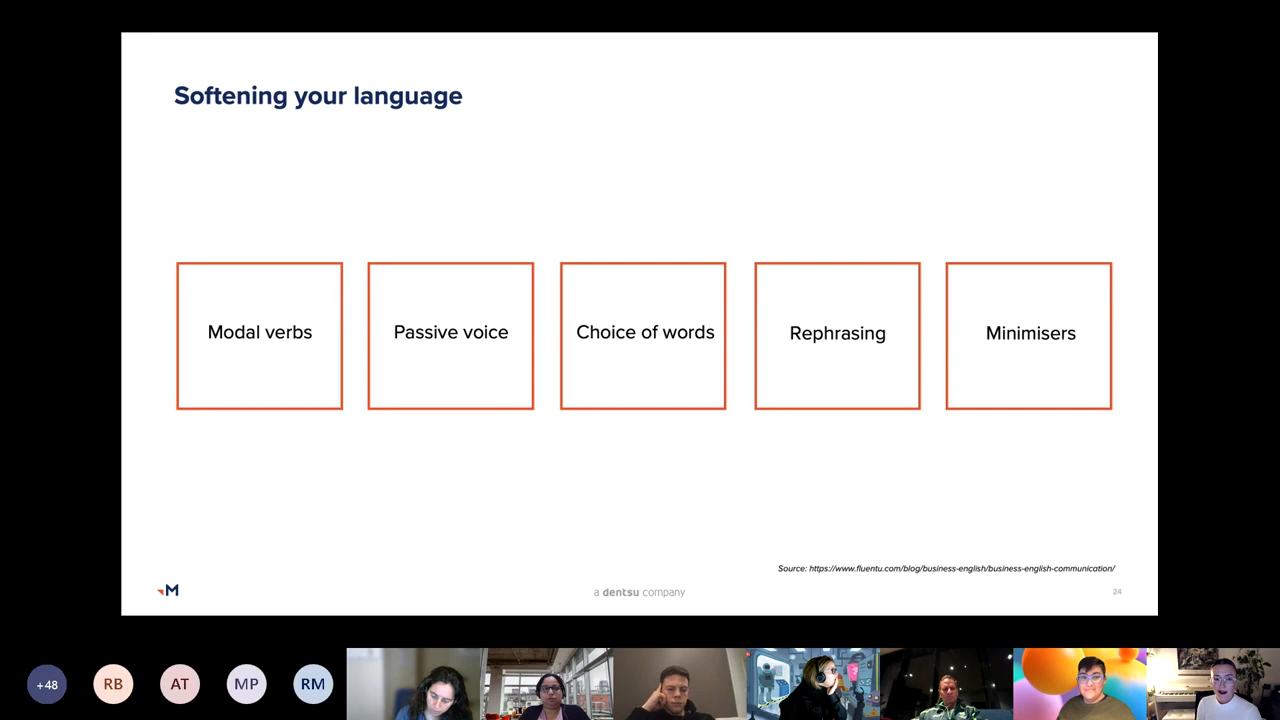 Softening your language
Modal verbs
Passive voice
Choice of words
Rephrasing
Minimisers
Source: https://www.fluentu.com/blog/business-english/business-english-communication/
M
a dentsu company
24
+48
RB
AT
MP
RM